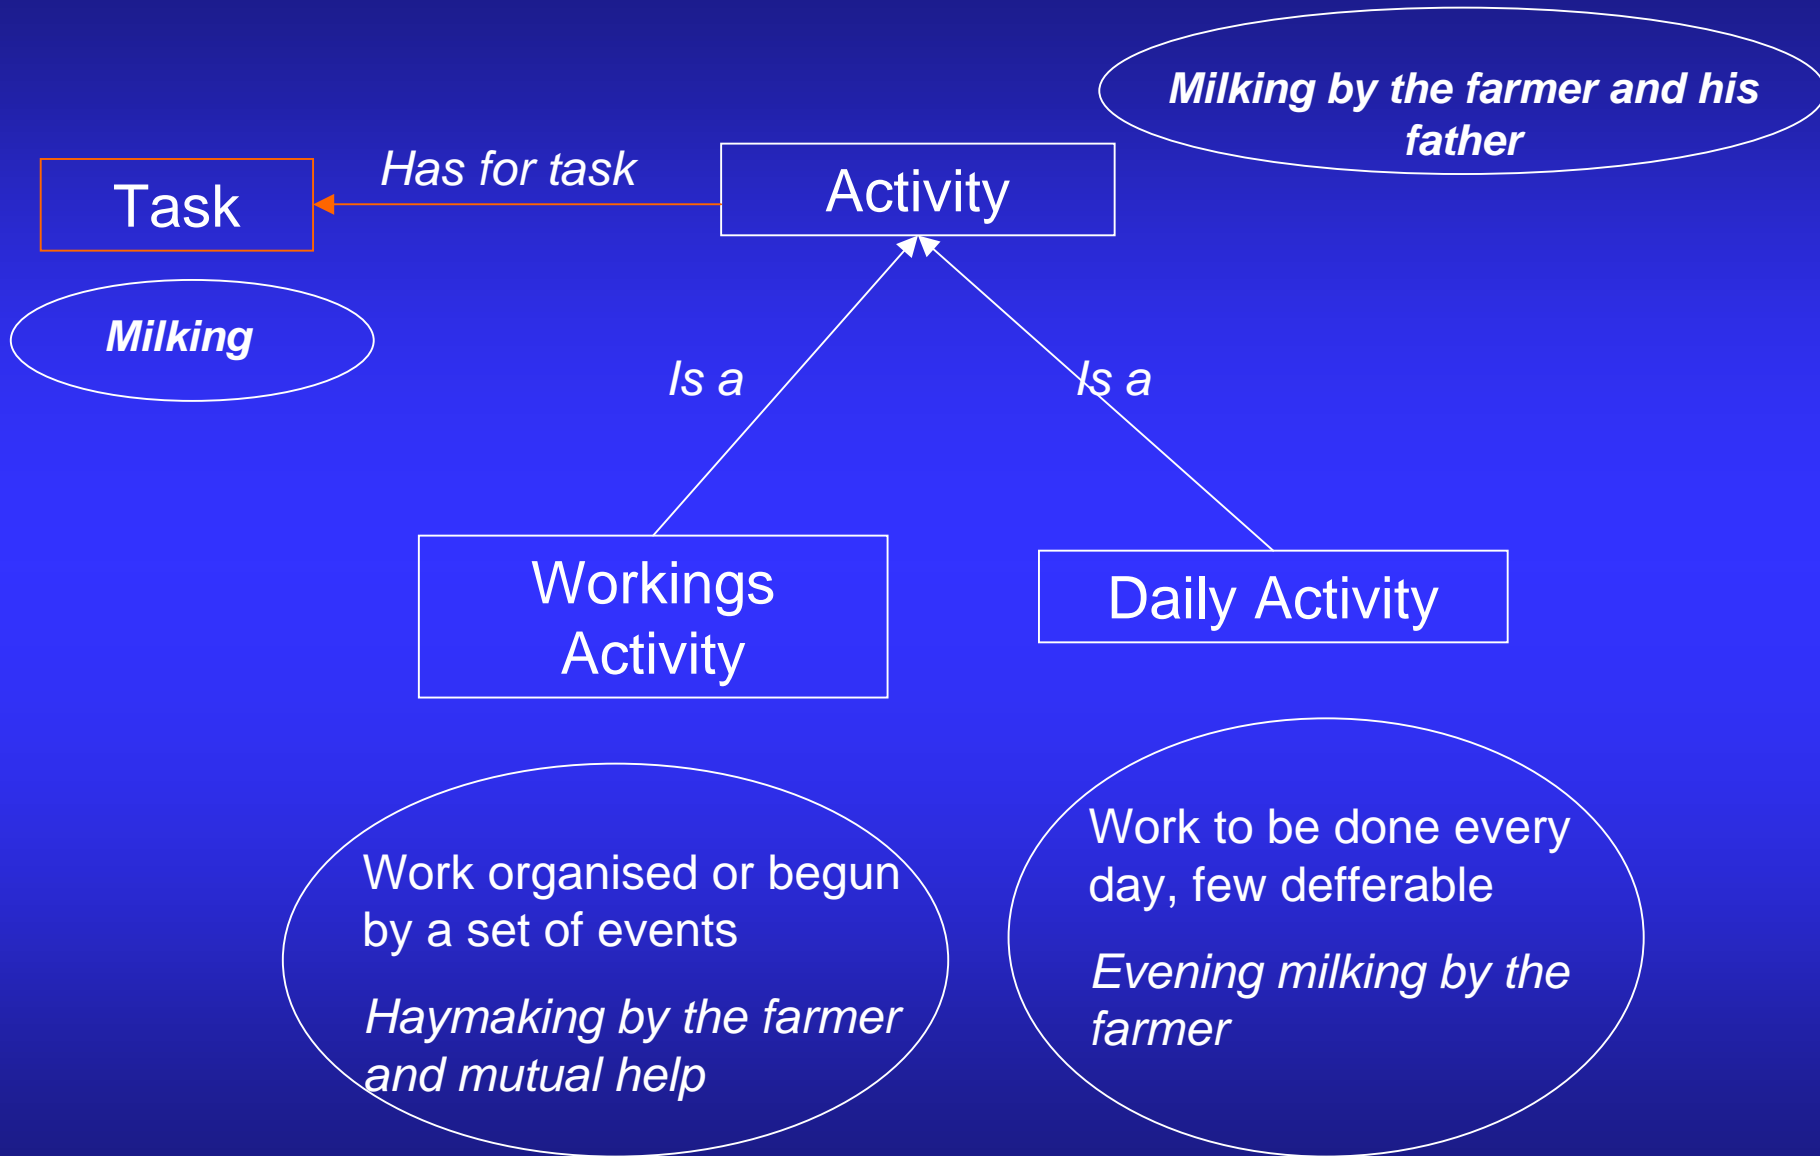 Milking by the farmer and his
father
Has for task
Task
Activity
Milking
Is a
Is a
Workings
Activity
Daily Activity
Work organised or begun
by a set of events
Haymaking by the farmer
and mutual help
Work to be done every
day, few defferable
Evening milking by the
farmer